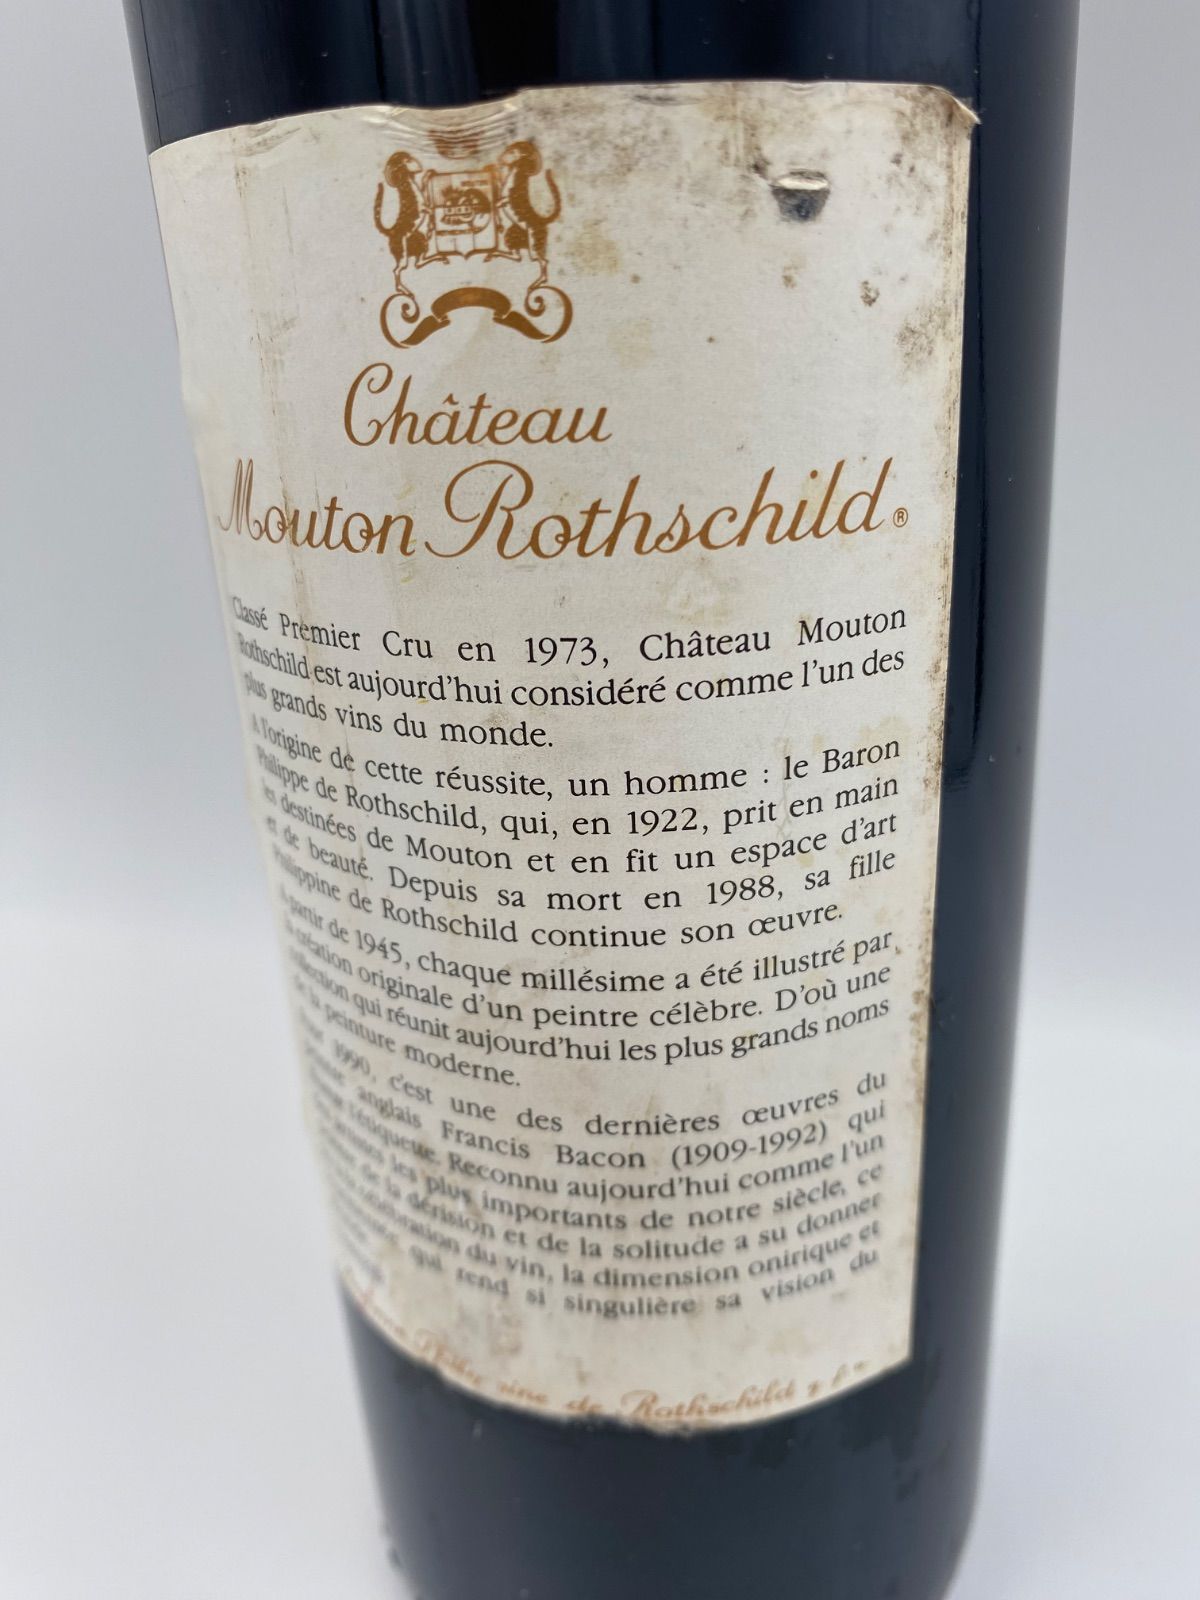 Château
Mouton Rothschild®
Classé Premier Cru en 1973, Château Mouton
Rothschild est aujourd'hui considéré comme l'un des
plus grands vins du monde.
A l'origine de cette réussite, un homme : le Baron
Philippe de Rothschild, qui, en 1922, prit en main
les destinées de Mouton et en fit un espace d'art
et de beauté. Depuis sa mort en 1988, sa fille
Philippine de Rothschild continue son œuvre.
A partir de 1945, chaque millésime a été illustré par
la création originale d'un peintre célèbre. D'où une
collection qui réunit aujourd'hui les plus grands noms
de la peinture moderne.
Pour 1990, c'est une des dernières œuvres du
peintre anglais Francis Bacon (1909-1992) qui
l'étiquette. Reconnu aujourd'hui comme l'un
des artistes les plus importants de notre siècle, ce
de la dérision et de la solitude a su donner
du vin, la dimension onirique et
qui rend si singulière sa vision du
de Rothschild